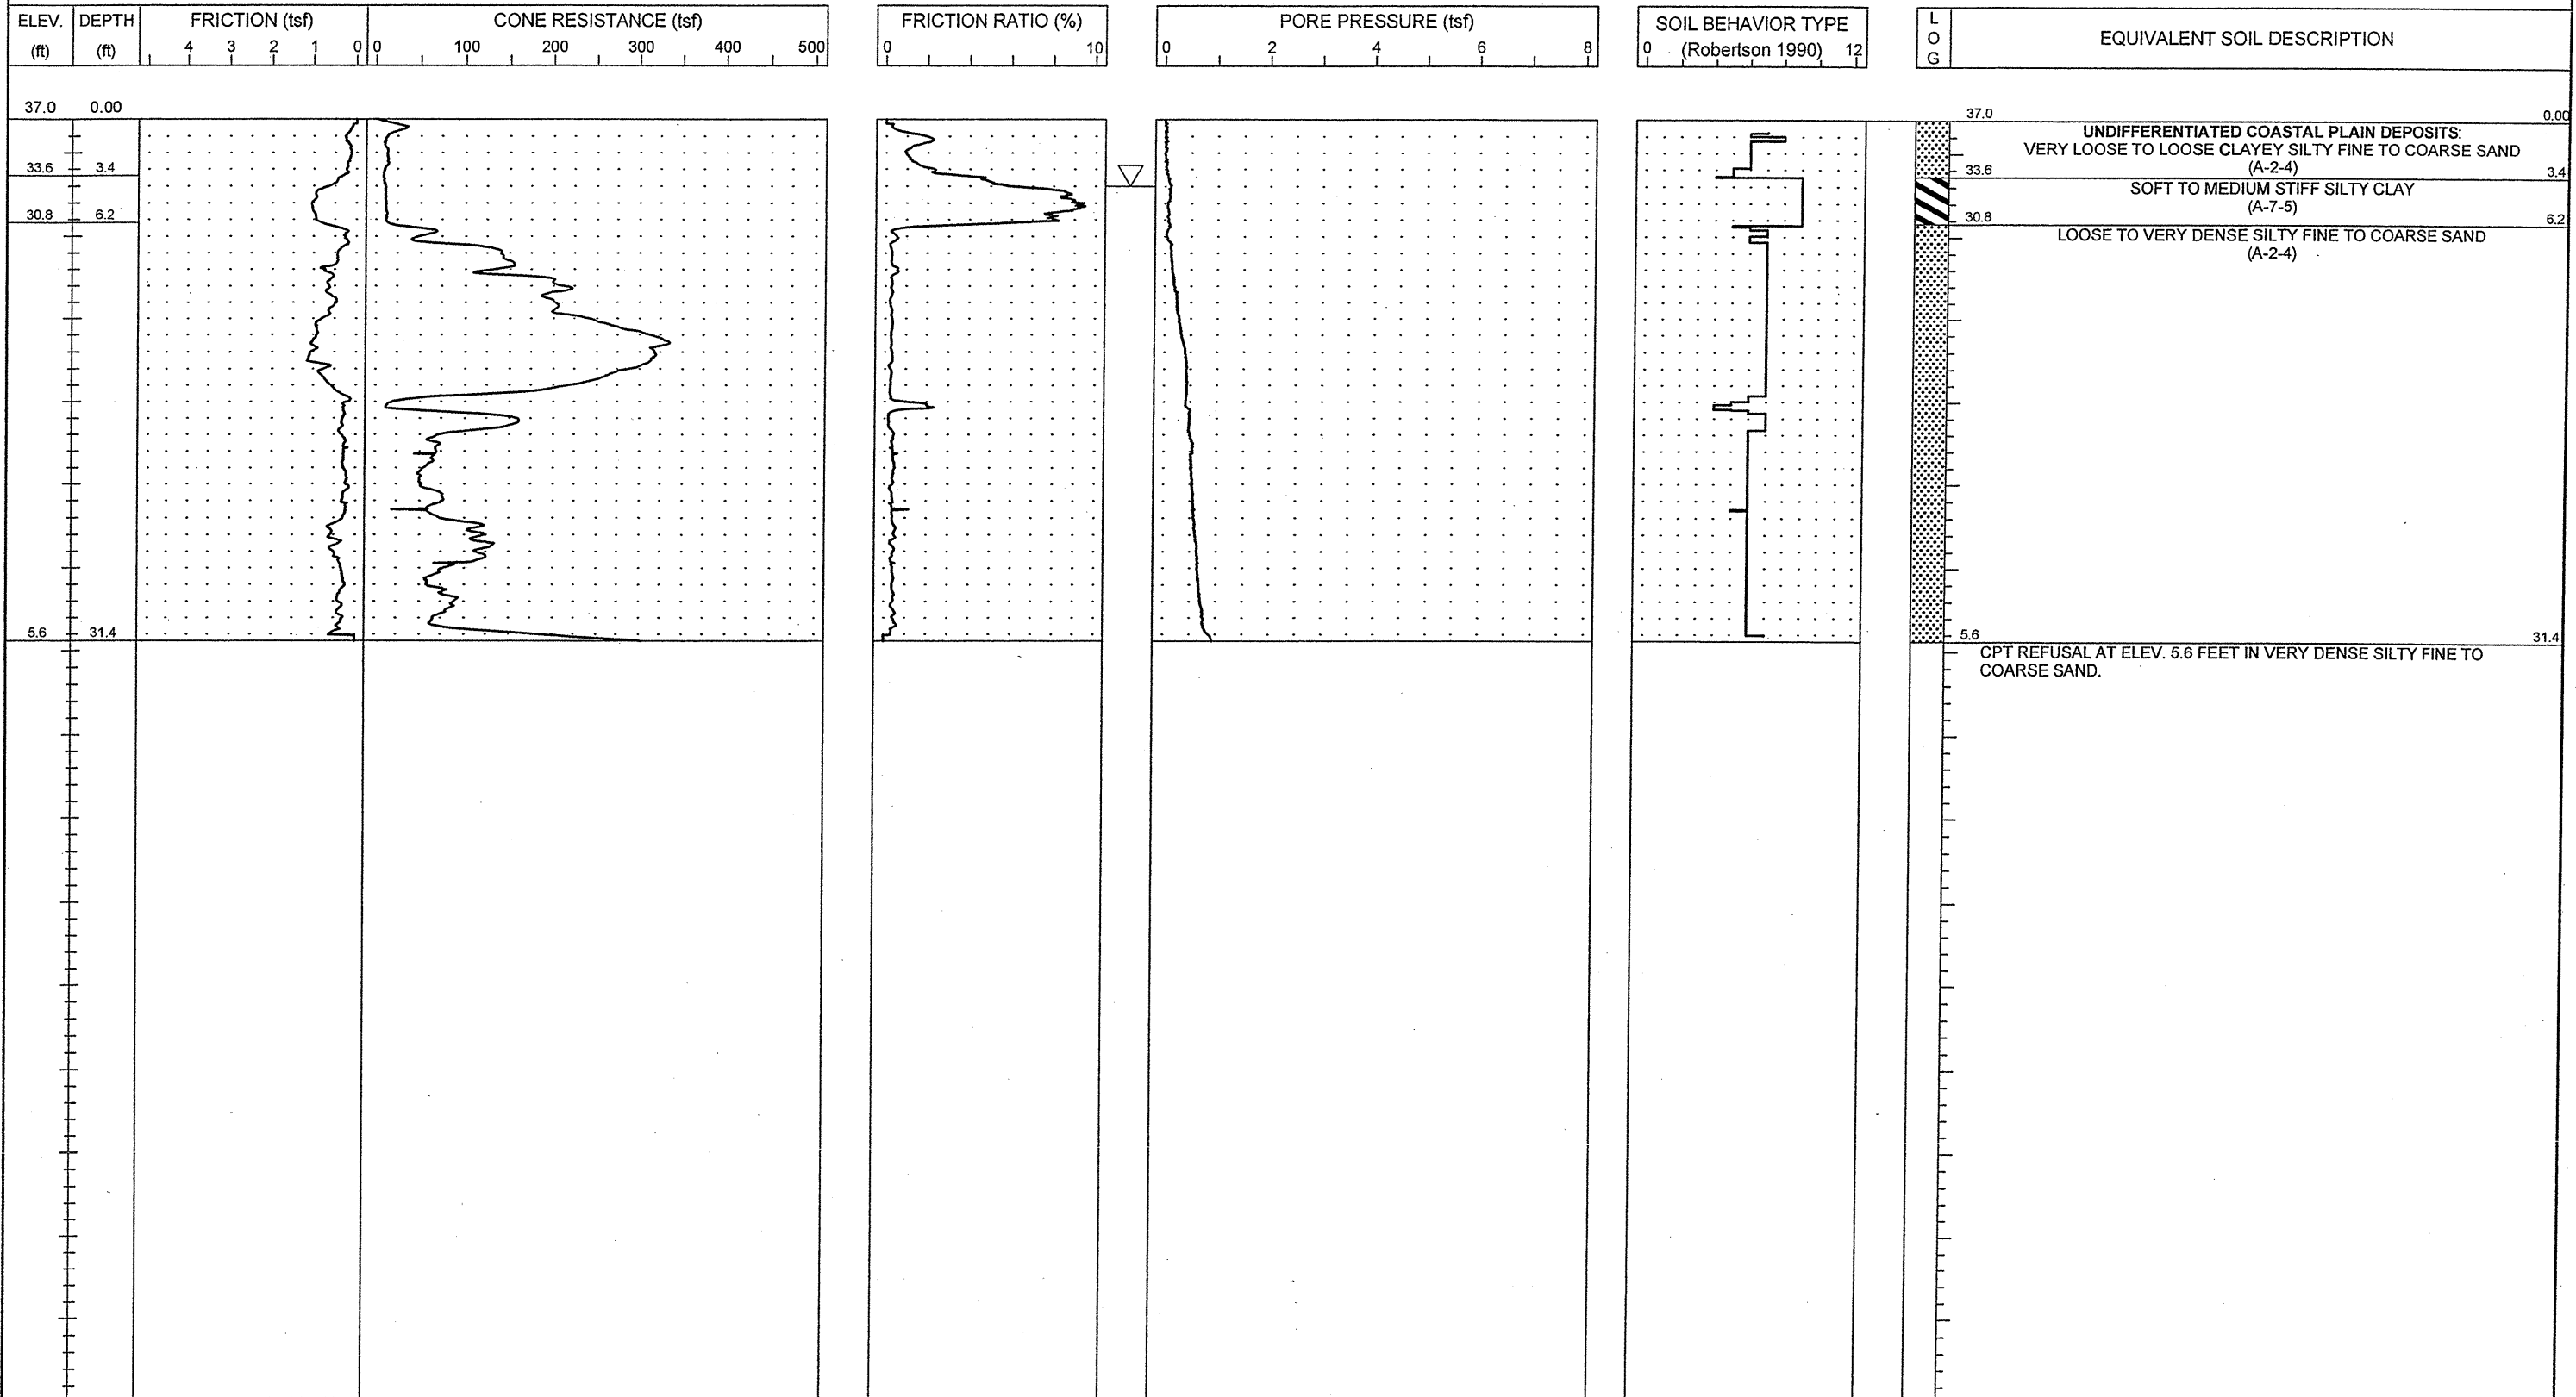 ELEV. DEPTH FRICTION (tsf) CONE RESISTANCE (tsf) FRICTION RATIO (%) PORE PRESSURE (tsf) SOIL BEHAVIOR TYPE L O G EQUIVALENT SOIL DESCRIPTION
(ft) (ft) 4 3 2 1 0 0 100 200 300 400 500 0 10 0 2 4 6 8 0 (Robertson 1990) 12
37.0 0.00 37.0 0.00
UNDIFFERENTIATED COASTAL PLAIN DEPOSITS:
VERY LOOSE TO LOOSE CLAYEY SILTY FINE TO COARSE SAND
33.6 3.4 33.6 (A-2-4) 3.4
SOFT TO MEDIUM STIFF SILTY CLAY
30.8 6.2 30.8 (A-7-5) 6.2
LOOSE TO VERY DENSE SILTY FINE TO COARSE SAND
(A-2-4)
5.6 31.4 5.6 31.4
CPT REFUSAL AT ELEV. 5.6 FEET IN VERY DENSE SILTY FINE TO
COARSE SAND.